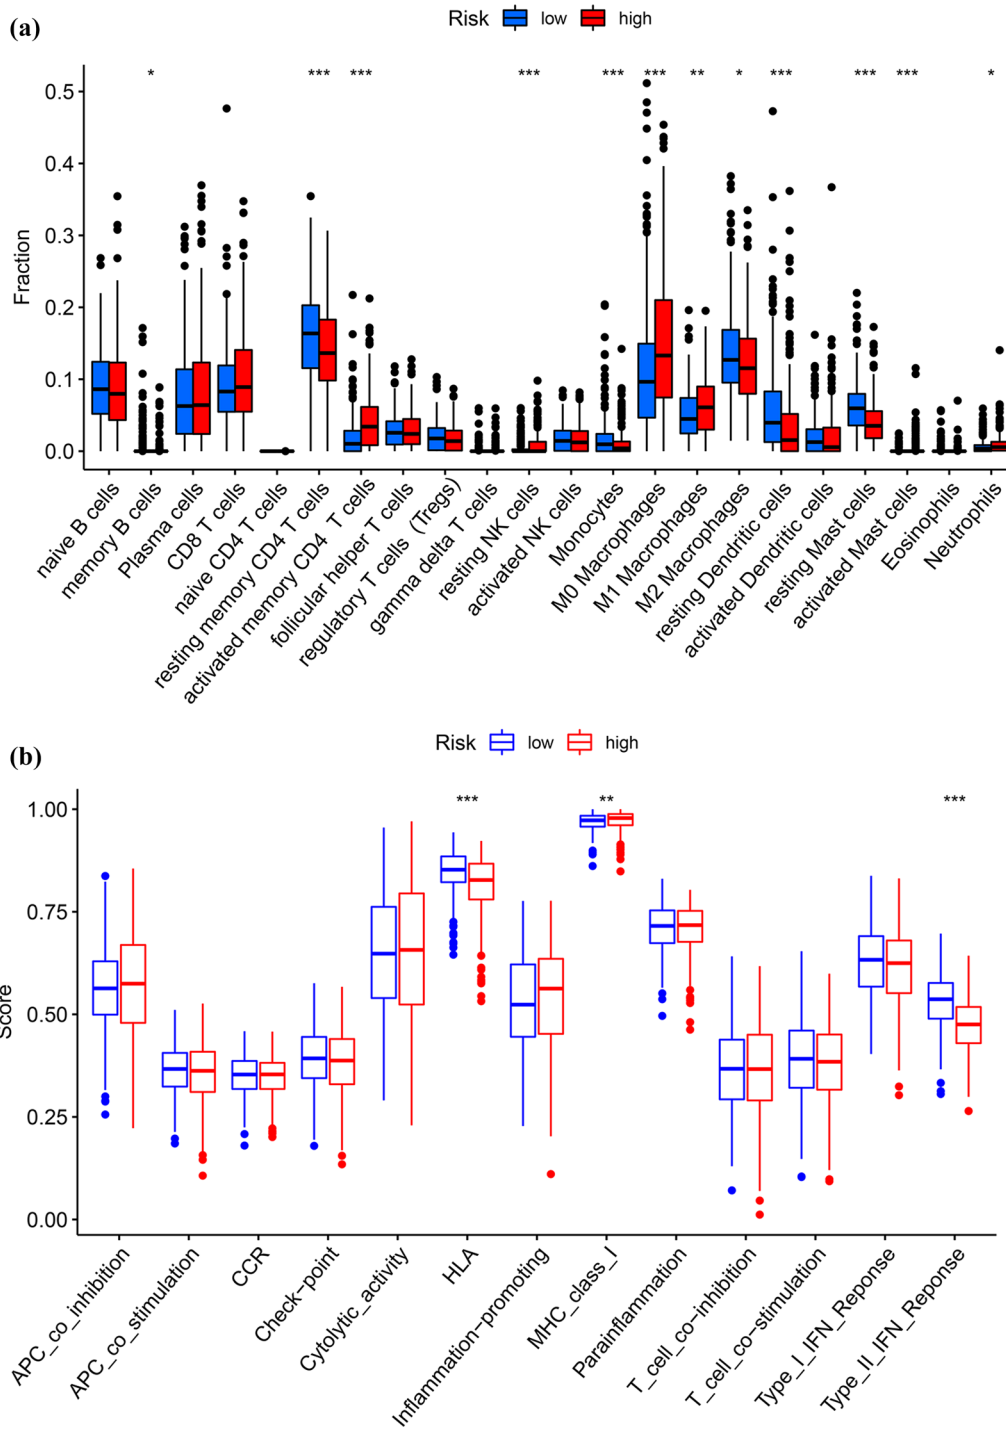 (a)
Risk low high
* *** *** *** *** *** ** * *** *** *** *
Fraction
0.5
0.4
0.3
0.2
0.1
0.0
naive B cells
memory B cells
Plasma cells
CD8 T cells
naive CD4 T cells
resting memory CD4 T cells
activated memory CD4 T cells
follicular helper T cells
regulatory T cells (Tregs)
gamma delta T cells
resting NK cells
activated NK cells
Monocytes
M0 Macrophages
M1 Macrophages
M2 Macrophages
resting Dendritic cells
activated Dendritic cells
resting Mast cells
activated Mast cells
Eosinophils
Neutrophils
(b)
Risk low high
*** ** ***
Score
1.00
0.75
0.50
0.25
0.00
APC_co_inhibition
APC_co_stimulation
CCR
Check-point
Cytolytic_activity
HLA
Inflammation-promoting
MHC_class_I
Parainflammation
T_cell_co-inhibition
T_cell_co-stimulation
Type_I_IFN_Reponse
Type_II_IFN_Reponse